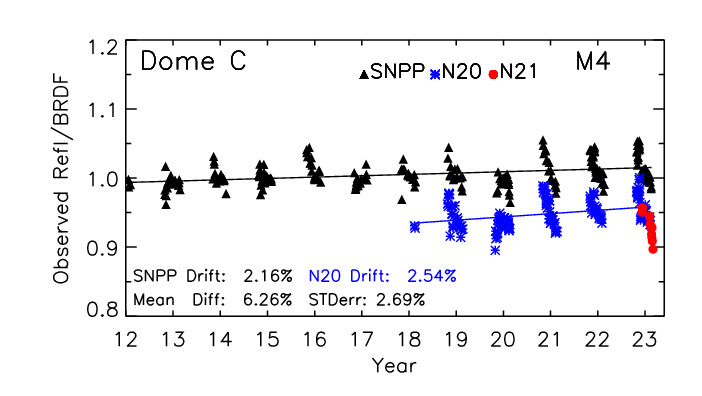 1.2
Dome C
M4
SNPP N20 N21
1.1
1.0
0.9
0.8
Observed Refl/BRDF
SNPP Drift: 2.16% N20 Drift: 2.54%
Mean Diff: 6.26% STDerr: 2.69%
12 13 14 15 16 17 18 19 20 21 22 23
Year